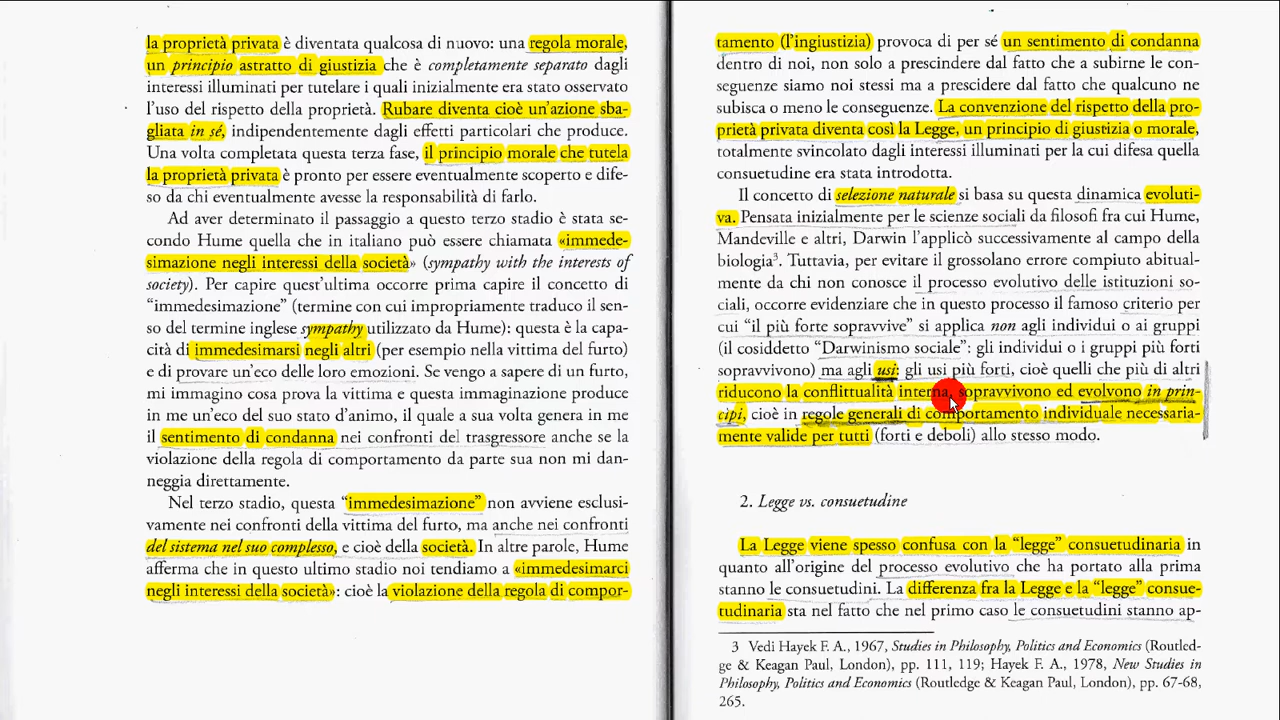 la proprietà privata è diventata qualcosa di nuovo: una regola morale,
un principio astratto di giustizia che è completamente separato dagli
interessi illuminati per tutelare i quali inizialmente era stato osservato
l'uso del rispetto della proprietà. Rubare diventa cioè un'azione sba-
gliata in sé, indipendentemente dagli effetti particolari che produce.
Una volta completata questa terza fase, il principio morale che tutela
la proprietà privata è pronto per essere eventualmente scoperto e dife-
so da chi eventualmente avesse la responsabilità di farlo.
Ad aver determinato il passaggio a questo terzo stadio è stata se-
condo Hume quella che in italiano può essere chiamata «immede-
simazione negli interessi della società» (sympathy with the interests of
society). Per capire quest'ultima occorre prima capire il concetto di
"immedesimazione" (termine con cui impropriamente traduco il sen-
so del termine inglese sympathy utilizzato da Hume): questa è la capa-
cità di immedesimarsi negli altri (per esempio nella vittima del furto)
e di provare un'eco delle loro emozioni. Se vengo a sapere di un furto,
mi immagino cosa prova la vittima e questa immaginazione produce
in me un'eco del suo stato d'animo, il quale a sua volta genera in me
il sentimento di condanna nei confronti del trasgressore anche se la
violazione della regola di comportamento da parte sua non mi dan-
neggia direttamente.
Nel terzo stadio, questa "immedesimazione" non avviene esclusi-
vamente nei confronti della vittima del furto, ma anche nei confronti
del sistema nel suo complesso, e cioè della società. In altre parole, Hume
afferma che in questo ultimo stadio noi tendiamo a «immedesimarci
negli interessi della società»: cioè la violazione della regola di compor-
tamento (l'ingiustizia) provoca di per sé un sentimento di condanna
dentro di noi, non solo a prescindere dal fatto che a subirne le con-
seguenze siamo noi stessi ma a prescindere dal fatto che qualcuno ne
subisca o meno le conseguenze. La convenzione del rispetto della pro-
prietà privata diventa così la Legge, un principio di giustizia o morale,
totalmente svincolato dagli interessi illuminati per la cui difesa quella
consuetudine era stata introdotta.
Il concetto di selezione naturale si basa su questa dinamica evoluti-
va. Pensata inizialmente per le scienze sociali da filosofi fra cui Hume,
Mandeville e altri, Darwin l'applicò successivamente al campo della
biologia³. Tuttavia, per evitare il grossolano errore compiuto abitual-
mente da chi non conosce il processo evolutivo delle istituzioni so-
ciali, occorre evidenziare che in questo processo il famoso criterio per
cui "il più forte sopravvive" si applica non agli individui o ai gruppi
(il cosiddetto "Darwinismo sociale": gli individui o i gruppi più forti
sopravvivono) ma agli usi: gli usi più forti, cioè quelli che più di altri
riducono la conflittualità interna, sopravvivono ed evolvono in prin-
cipi, cioè in regole generali di comportamento individuale necessaria-
mente valide per tutti (forti e deboli) allo stesso modo.
2. Legge vs. consuetudine
La Legge viene spesso confusa con la "legge" consuetudinaria in
quanto all'origine del processo evolutivo che ha portato alla prima
stanno le consuetudini. La differenza fra la Legge e la "legge" consue-
tudinaria sta nel fatto che nel primo caso le consuetudini stanno ap-
3 Vedi Hayek F. A., 1967, Studies in Philosophy, Politics and Economics (Routled-
ge & Keagan Paul, London), pp. 111, 119; Hayek F. A., 1978, New Studies in
Philosophy, Politics and Economics (Routledge & Keagan Paul, London), pp. 67-68,
265.